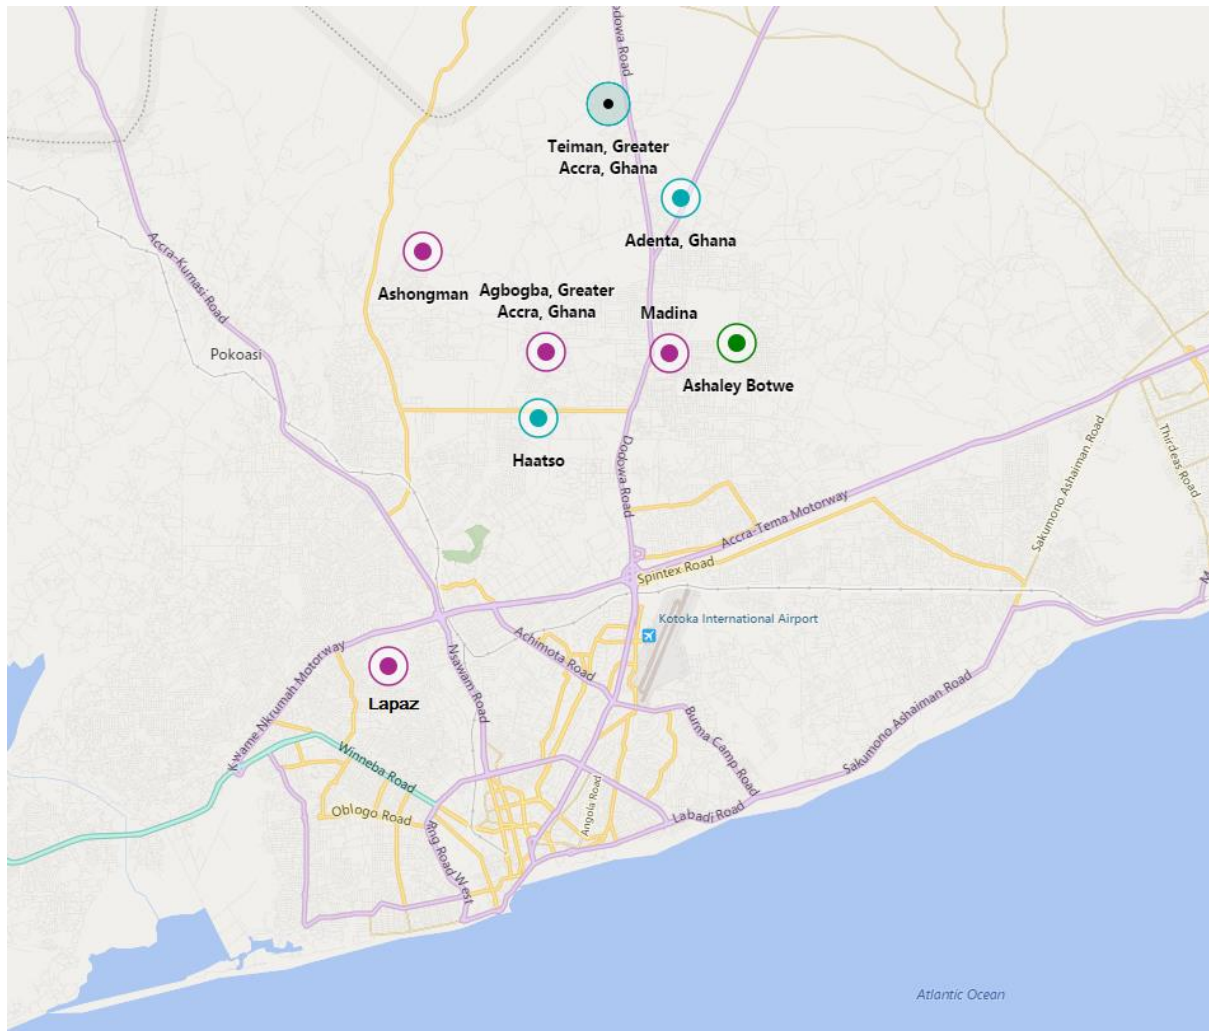 odowa Road
Teiman, Greater
Accra, Ghana
Adenta, Ghana
Accra-Kumasi Road
Ashongman
Agbogba, Greater
Accra, Ghana
Madina
Pokoasi
Ashaley Botwe
Haatso
Dodowa Road
Thirdeas Road
Sakumono Ashaiman Road
Accra-Tema Motorway
Spintex Road
M
Kotoka International Airport
Achimota Road
Nsawam Road
Kwame Nkrumah Motorway
Lapaz
Burma Camp Road
Sakumono Ashaiman Road
Winneba Road
Oblogo Road
Angola Road
Labadi Road
Ring Road West
Atlantic Ocean